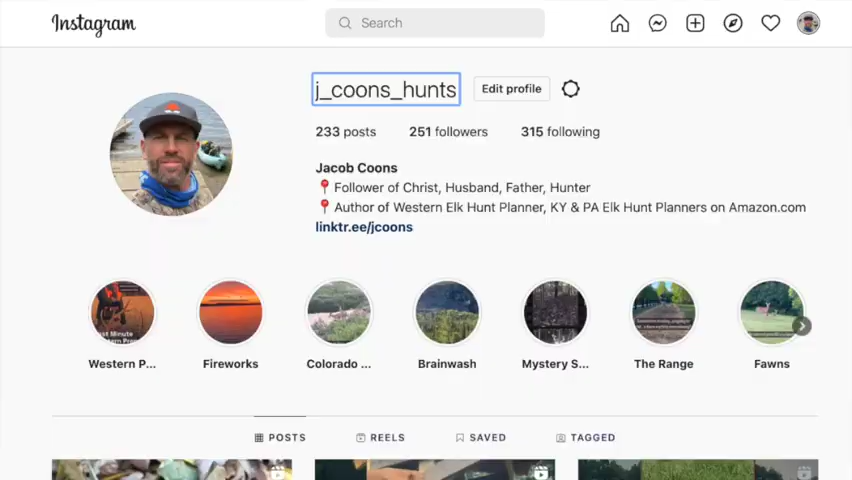 Instagram
Search
j_coons_hunts
Edit profile
233 posts 251 followers 315 following
Jacob Coons
📍Follower of Christ, Husband, Father, Hunter
📍Author of Western Elk Hunt Planner, KY & PA Elk Hunt Planners on Amazon.com
linktr.ee/jcoons
Western P... Fireworks Colorado ... Brainwash Mystery S... The Range Fawns
POSTS REELS SAVED TAGGED